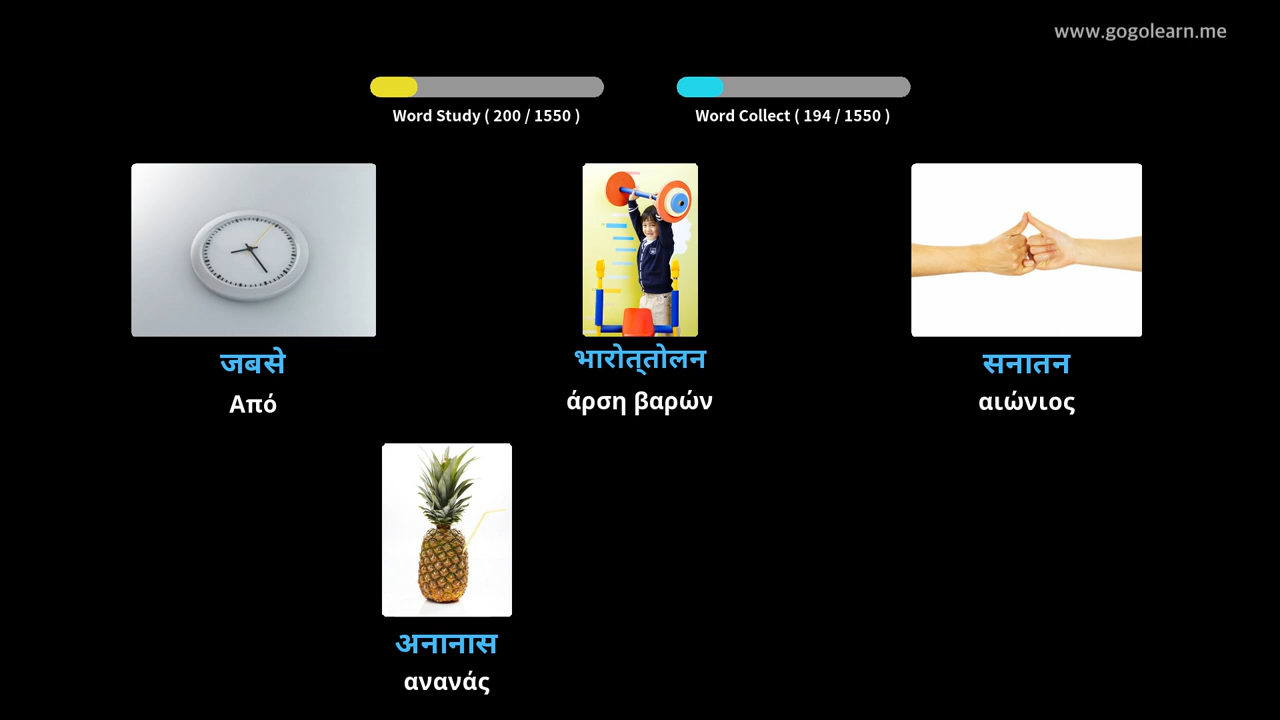 www.gogolearn.me
Word Study ( 200 / 1550 )
Word Collect ( 194 / 1550 )
जबसे
भारोत्तोलन
सनातन
Από
άρση βαρών
αιώνιος
अनानास
ανανάς